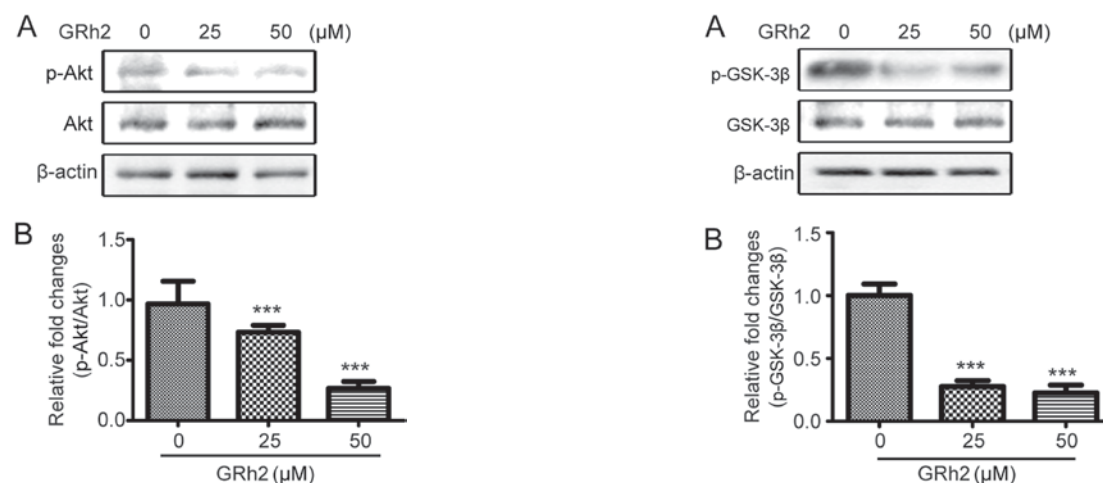 A
GRh2 0 25 50 (μM)
p-Akt
Akt
β-actin
B
Relative fold changes
(p-Akt/Akt)
1.5
1.0
0.5
0.0
***
***
0 25 50
GRh2 (μM)
A
GRh2 0 25 50 (μM)
p-GSK-3β
GSK-3β
β-actin
B
Relative fold changes
(p-GSK-3β/GSK-3β)
1.5
1.0
0.5
0.0
*** ***
0 25 50
GRh2 (μM)